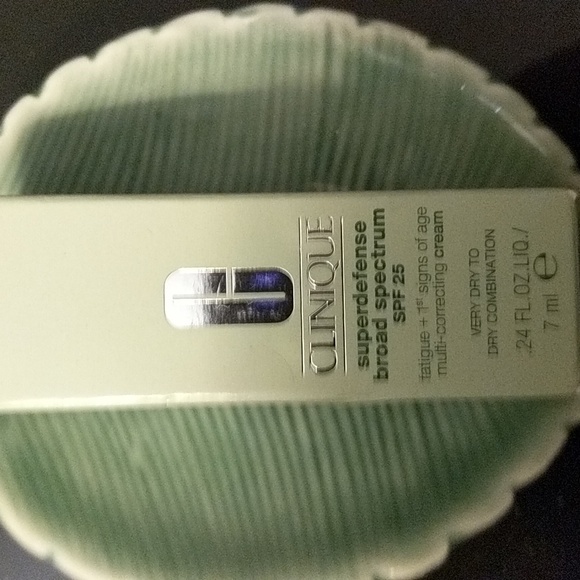 CLINIQUE
superdefense
broad spectrum
SPF 25
fatigue + 1st signs of age
multi-correcting cream
VERY DRY TO
DRY COMBINATION
.24 FL.OZ.LIQ./
7 ml e